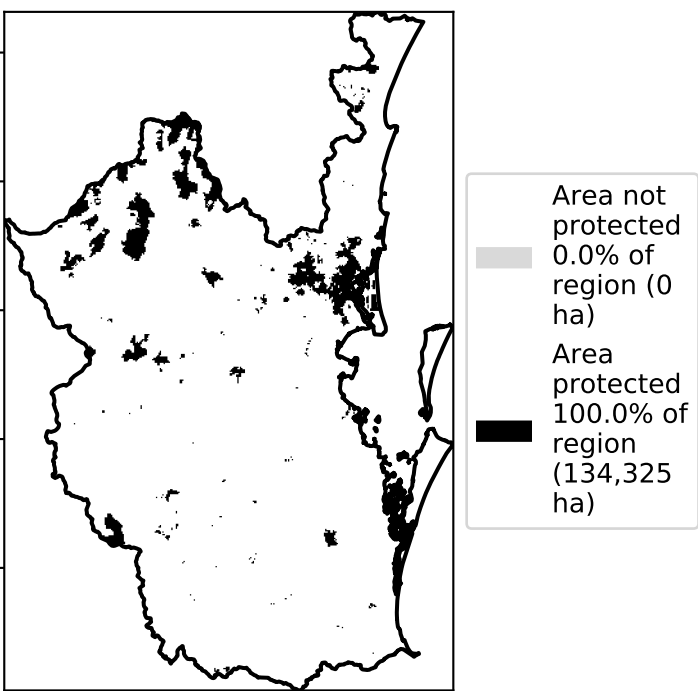 Area not
protected
0.0% of
region (0
ha)
Area
protected
100.0% of
region
(134,325
ha)